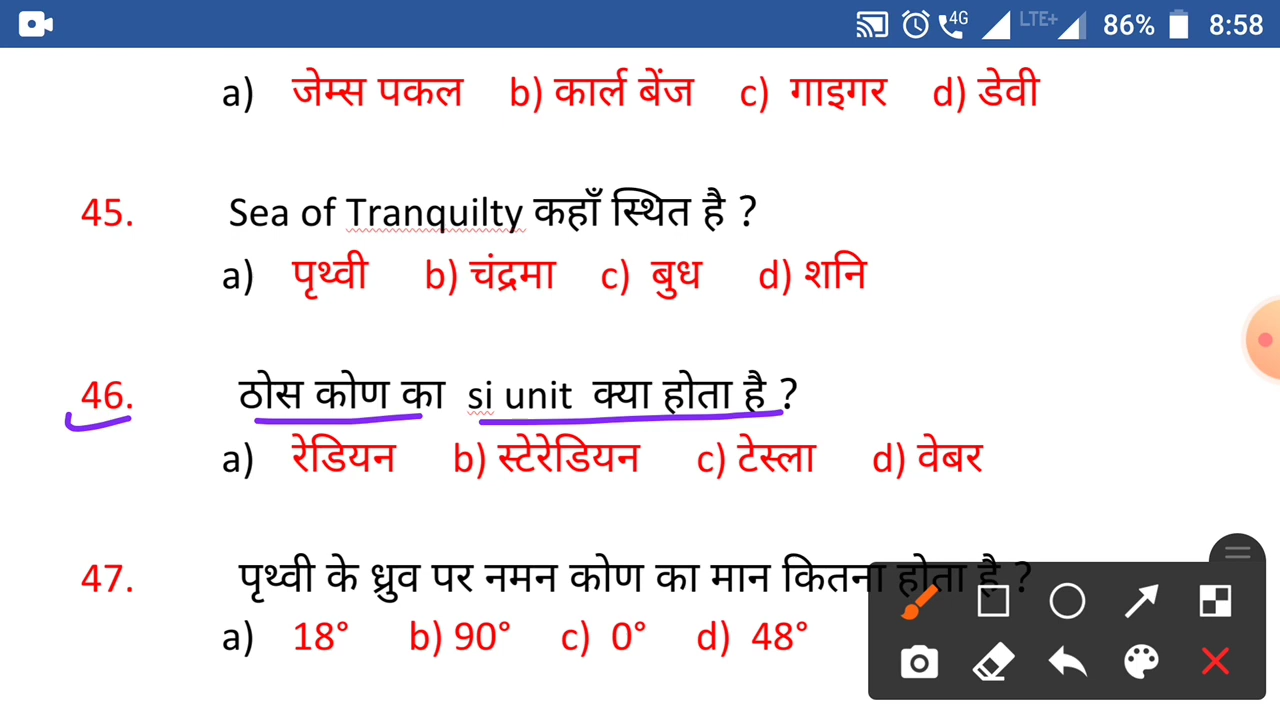 4G LTE+ 86% 8:58
a) जेम्स पकल b) कार्ल बेंज c) गाइगर d) डेवी
45. Sea of Tranquilty कहाँ स्थित है ?
a) पृथ्वी b) चंद्रमा c) बुध d) शनि
46. ठोस कोण का si unit क्या होता है ?
a) रेडियन b) स्टेरेडियन c) टेस्ला d) वेबर
47. पृथ्वी के ध्रुव पर नमन कोण का मान कितना होता है ?
a) 18° b) 90° c) 0° d) 48°